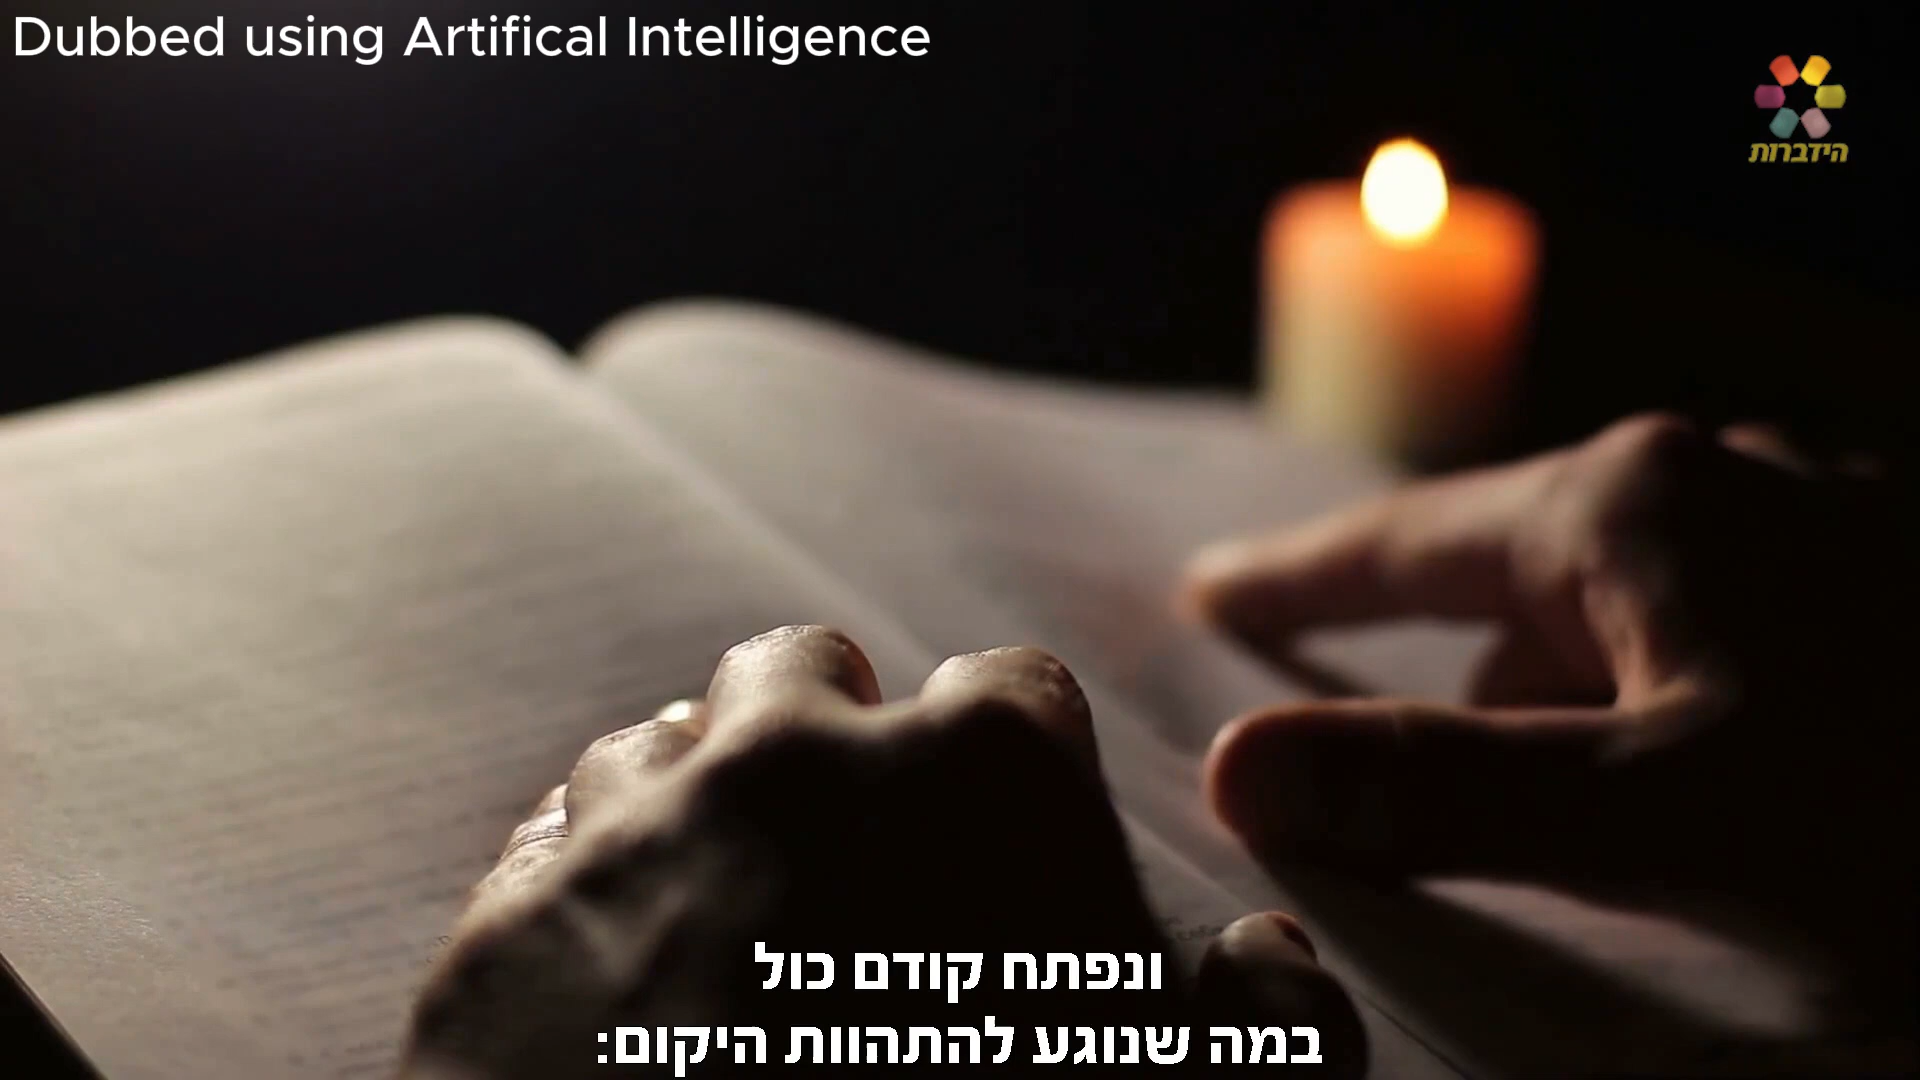 Dubbed using Artifical Intelligence
הידברות
ונפתח קודם כול
במה שנוגע להתהוות היקום: